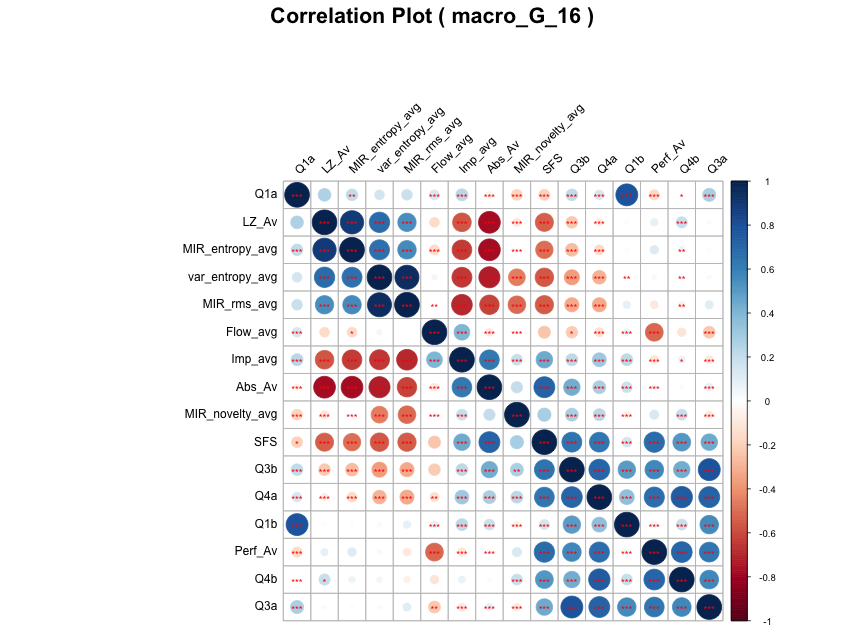 Correlation Plot ( macro_G_16 )
Q1a
LZ_Av
MIR_entropy_avg
var_entropy_avg
MIR_rms_avg
Flow_avg
Imp_avg
Abs_Av
MIR_novelty_avg
SFS
Q3b
Q4a
Q1b
Perf_Av
Q4b
Q3a
Q1a
LZ_Av
MIR_entropy_avg
var_entropy_avg
MIR_rms_avg
Flow_avg
Imp_avg
Abs_Av
MIR_novelty_avg
SFS
Q3b
Q4a
Q1b
Perf_Av
Q4b
Q3a
1
0.8
0.6
0.4
0.2
0
-0.2
-0.4
-0.6
-0.8
-1